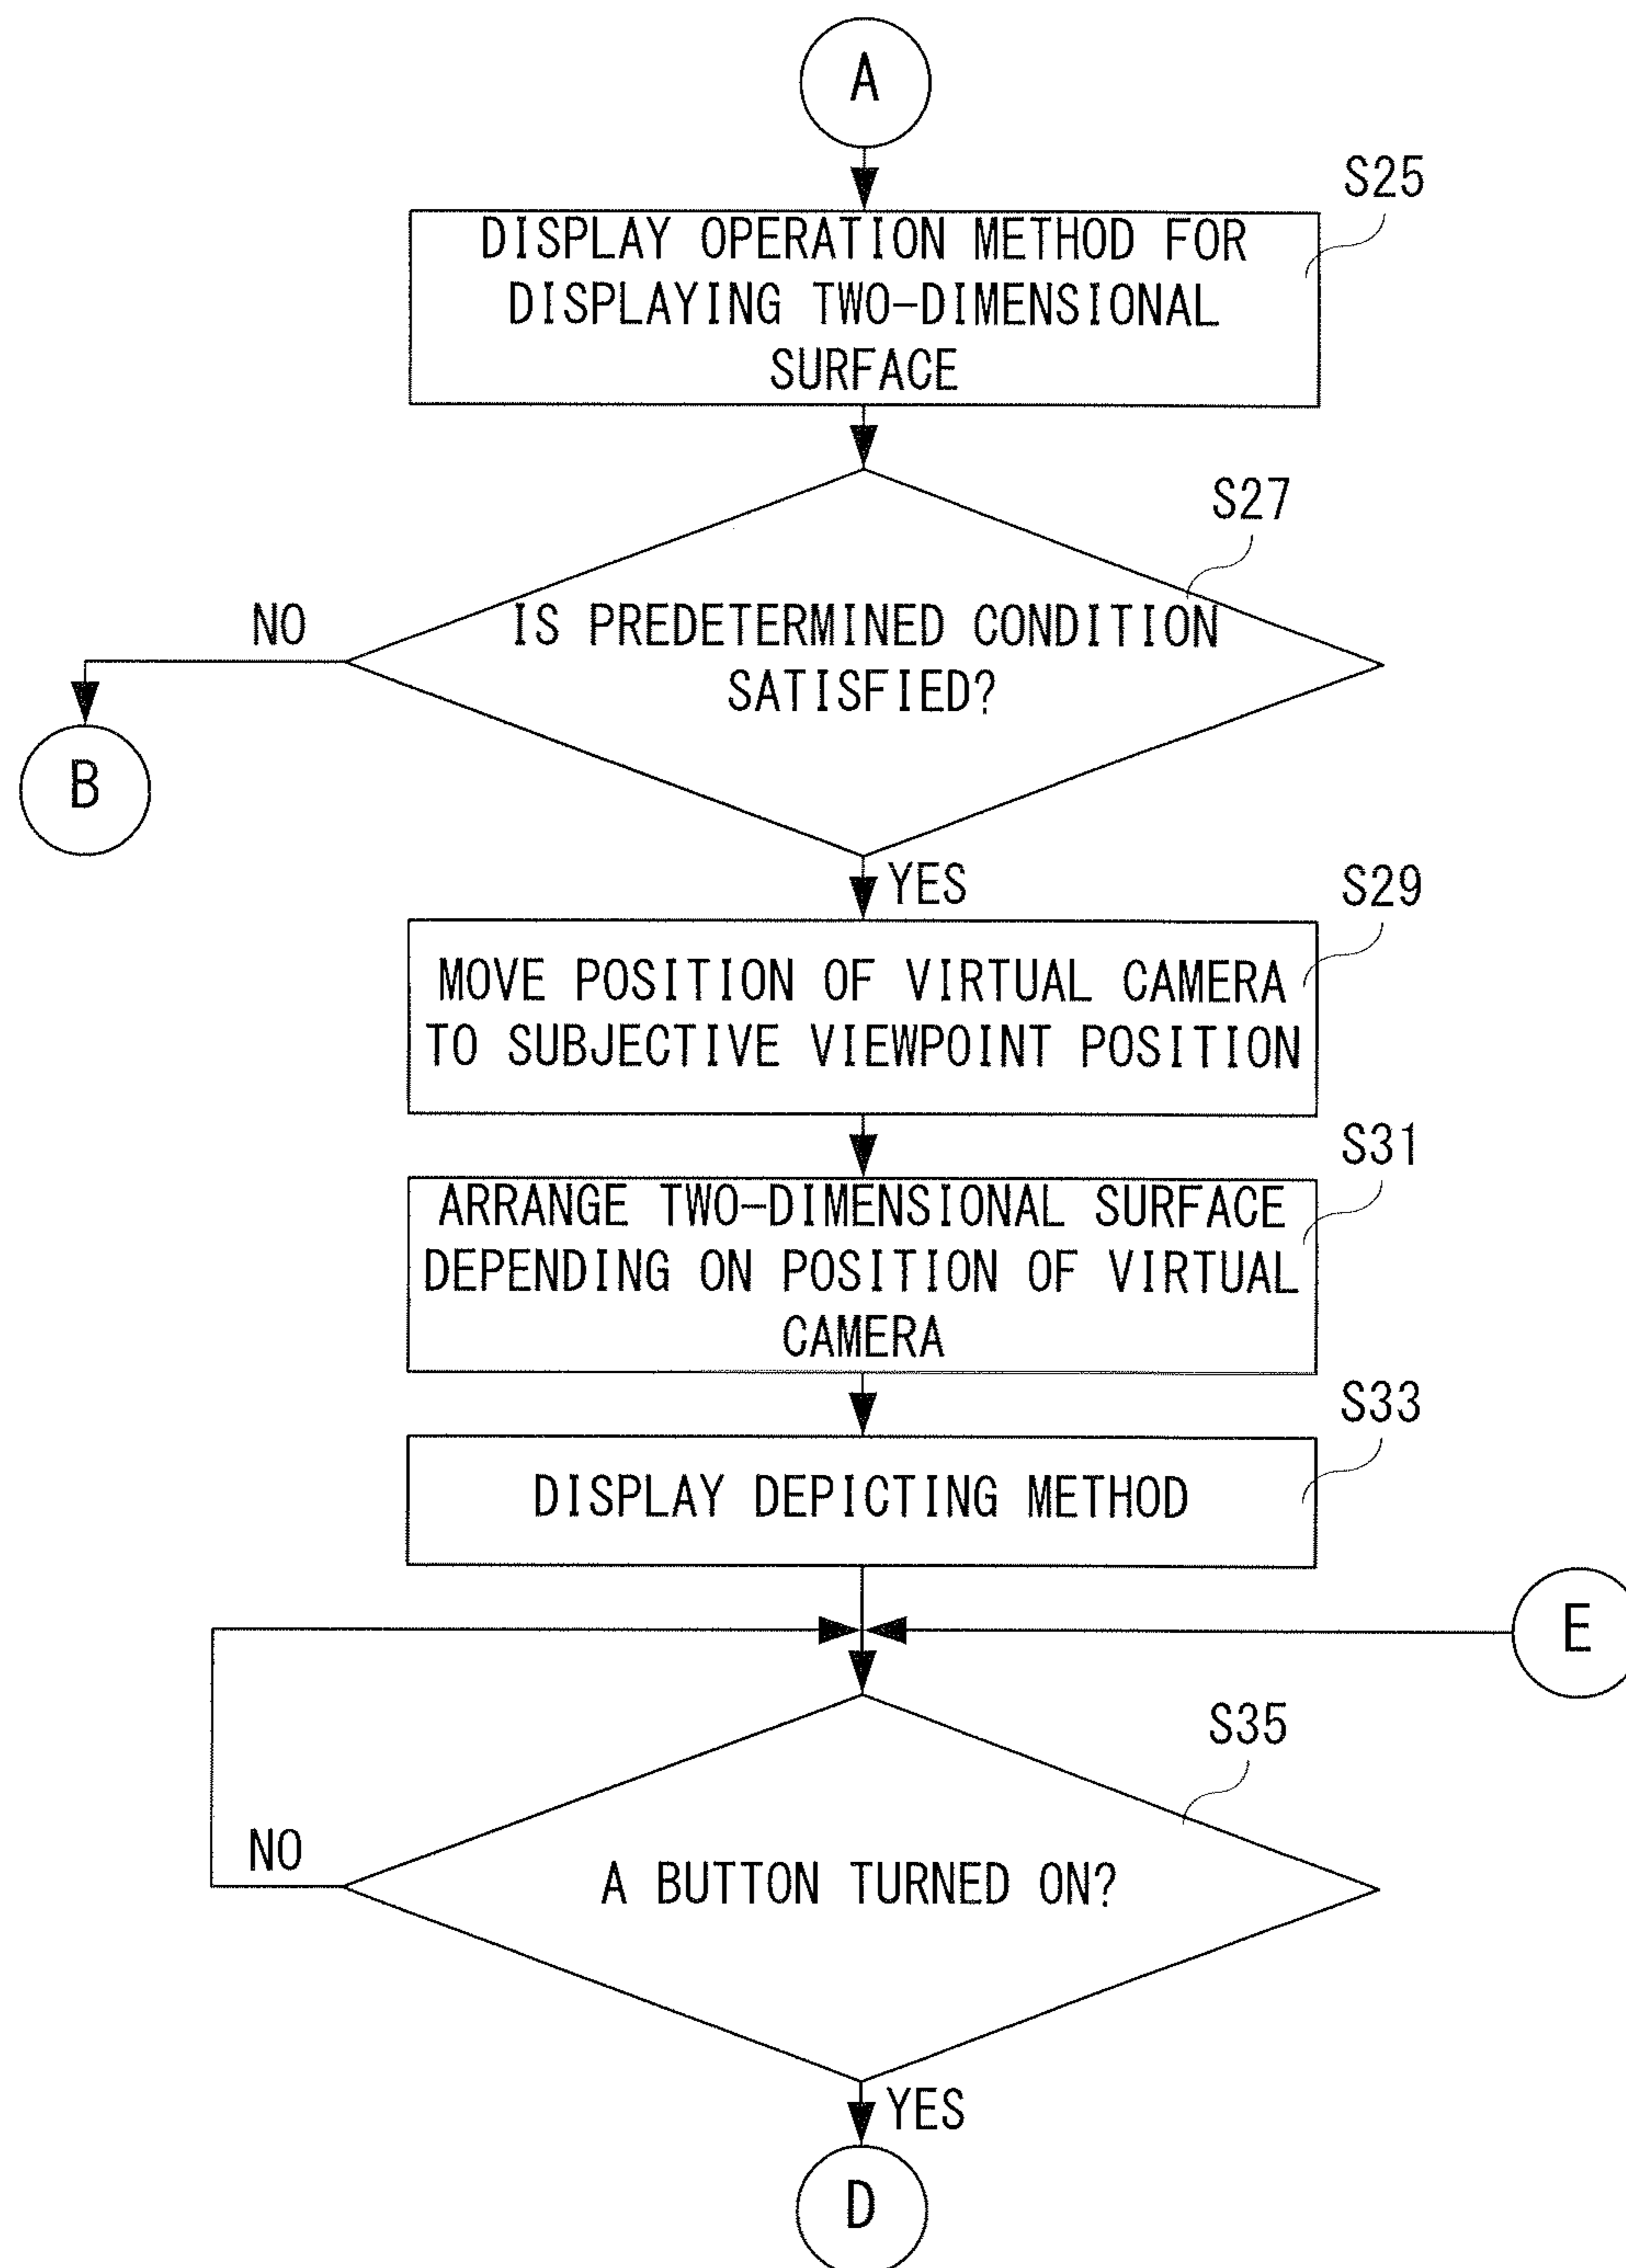 A
S25
DISPLAY OPERATION METHOD FOR
DISPLAYING TWO-DIMENSIONAL
SURFACE
S27
NO
IS PREDETERMINED CONDITION
SATISFIED?
B
YES
S29
MOVE POSITION OF VIRTUAL CAMERA
TO SUBJECTIVE VIEWPOINT POSITION
S31
ARRANGE TWO-DIMENSIONAL SURFACE
DEPENDING ON POSITION OF VIRTUAL
CAMERA
S33
DISPLAY DEPICTING METHOD
E
S35
NO
A BUTTON TURNED ON?
YES
D